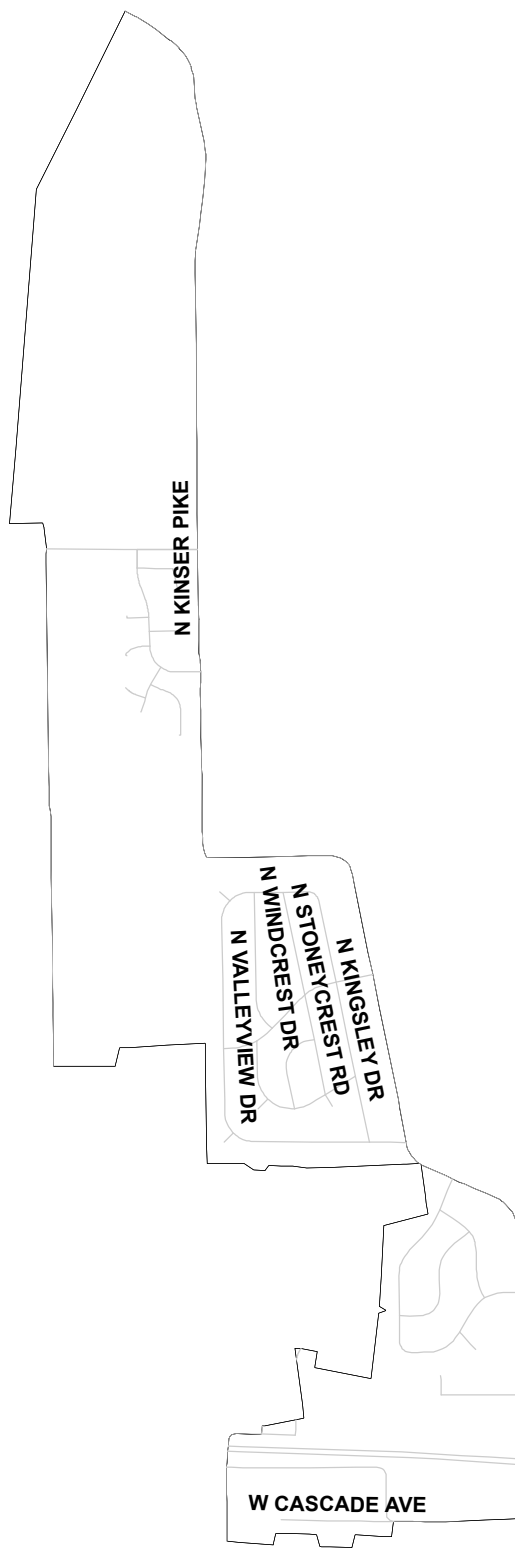 N KINSER PIKE
N WINDCREST DR
N STONEYCREST RD
N KINGSLEY DR
N VALLEYVIEW DR
W CASCADE AVE